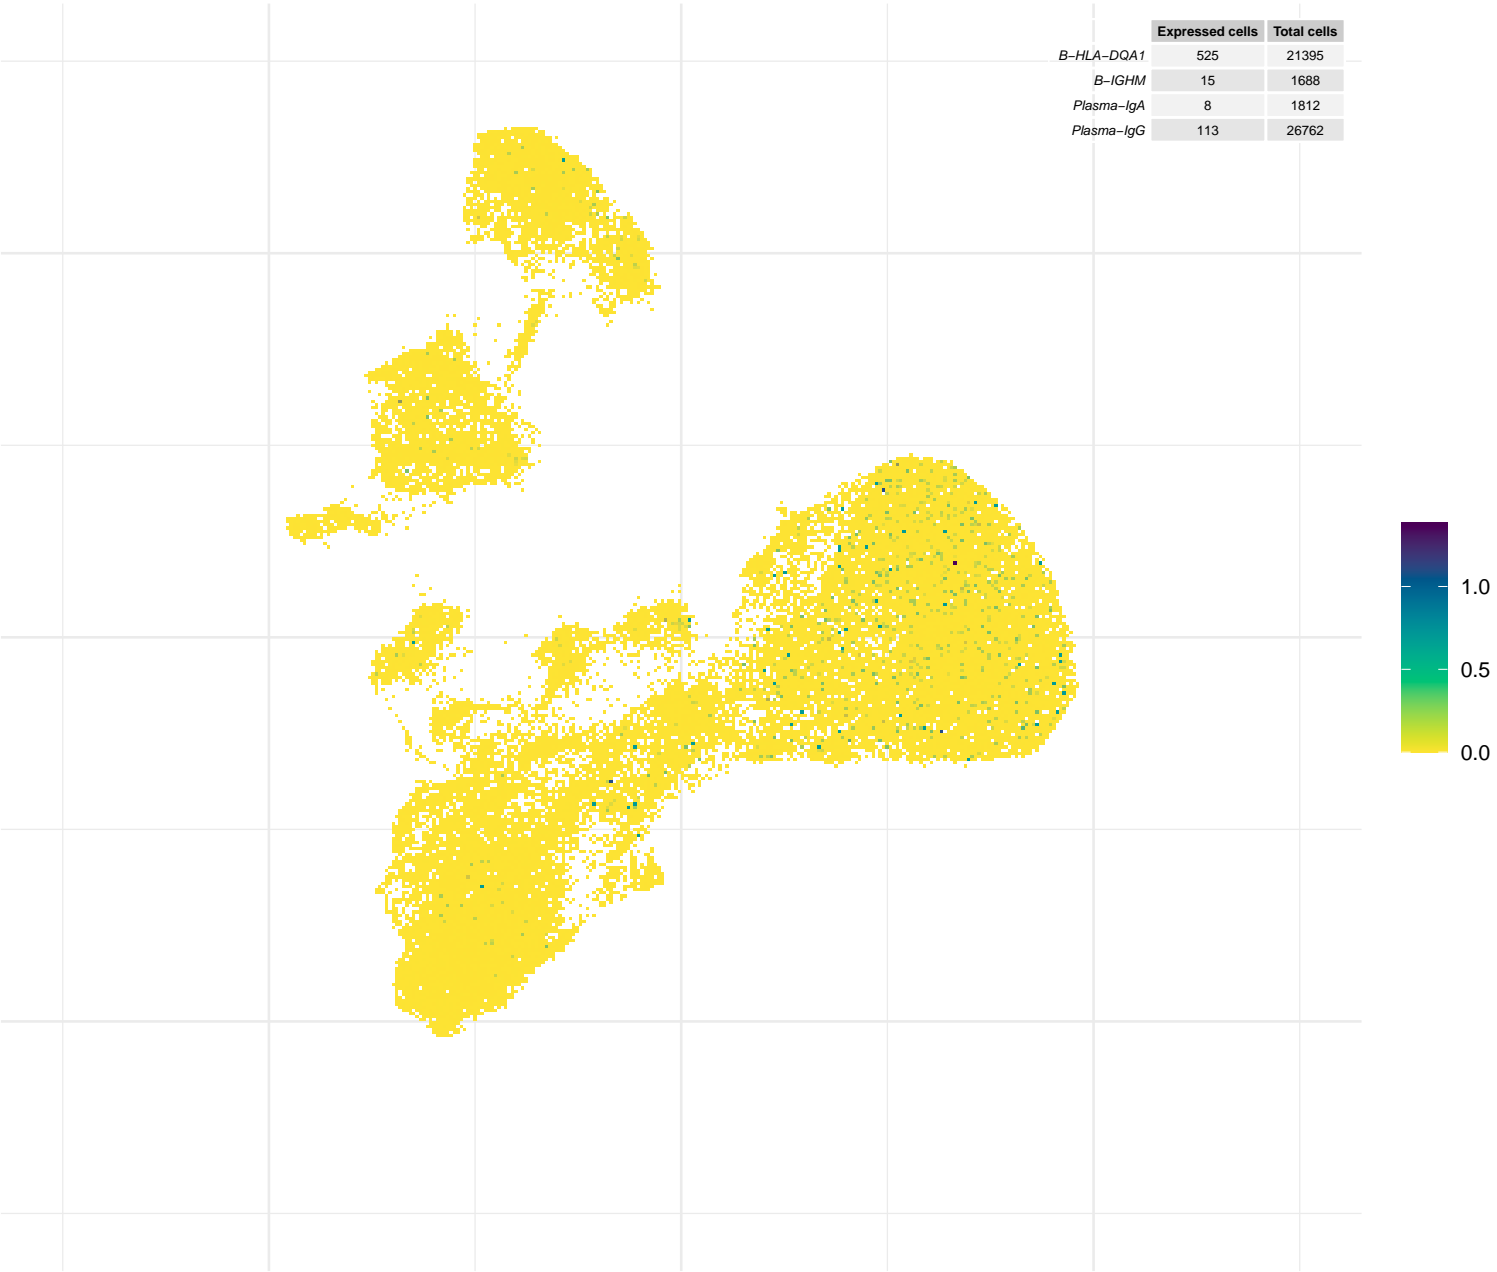 Expressed cells Total cells
B−HLA−DQA1 525 21395
B−IGHM 15 1688
Plasma−IgA 8 1812
Plasma−IgG 113 26762
1.0
0.5
0.0